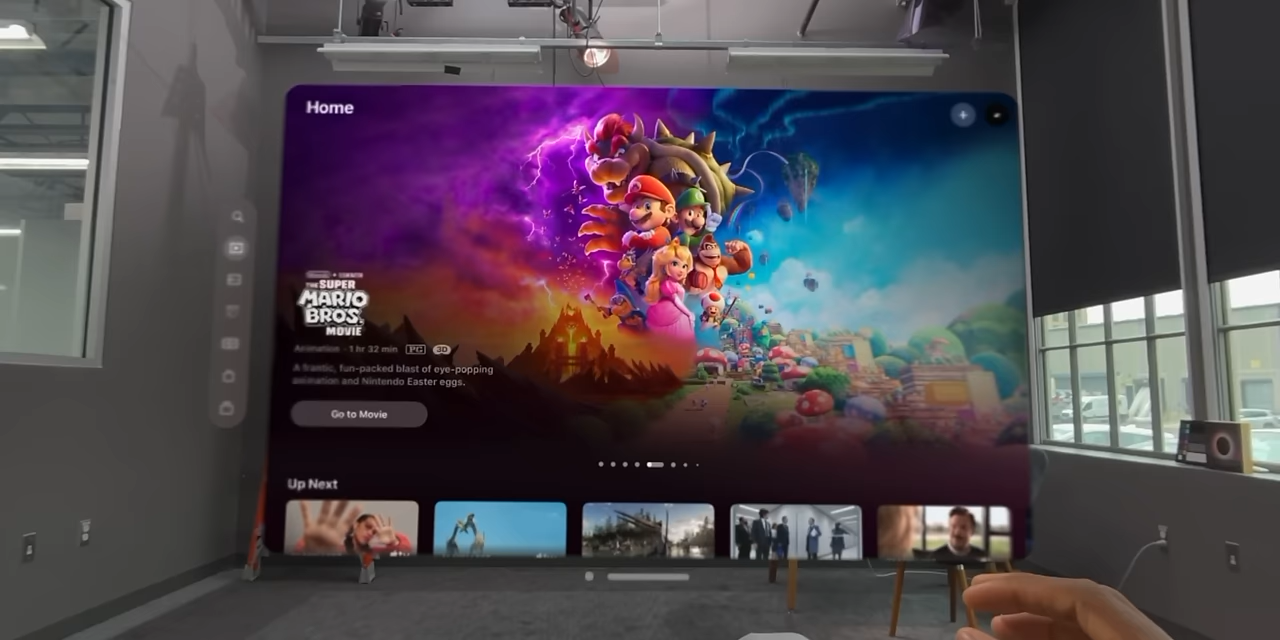 Home
THE SUPER
MARIO
BROS.
MOVIE
Animation · 1 hr 32 min PG 3D
A frantic, fun-packed blast of eye-popping
animation and Nintendo Easter eggs.
Go to Movie
Up Next